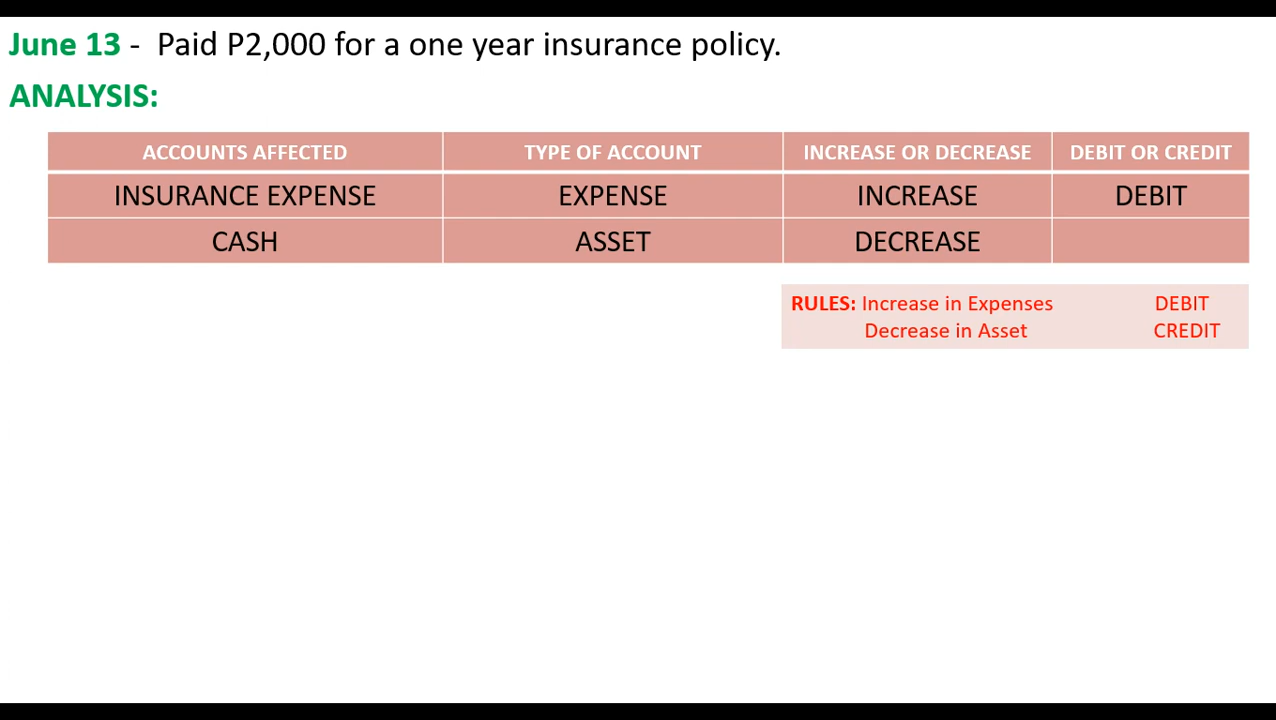 June 13 - Paid P2,000 for a one year insurance policy.
ANALYSIS:
ACCOUNTS AFFECTED TYPE OF ACCOUNT INCREASE OR DECREASE DEBIT OR CREDIT
INSURANCE EXPENSE EXPENSE INCREASE DEBIT
CASH ASSET DECREASE
RULES: Increase in Expenses DEBIT
Decrease in Asset CREDIT